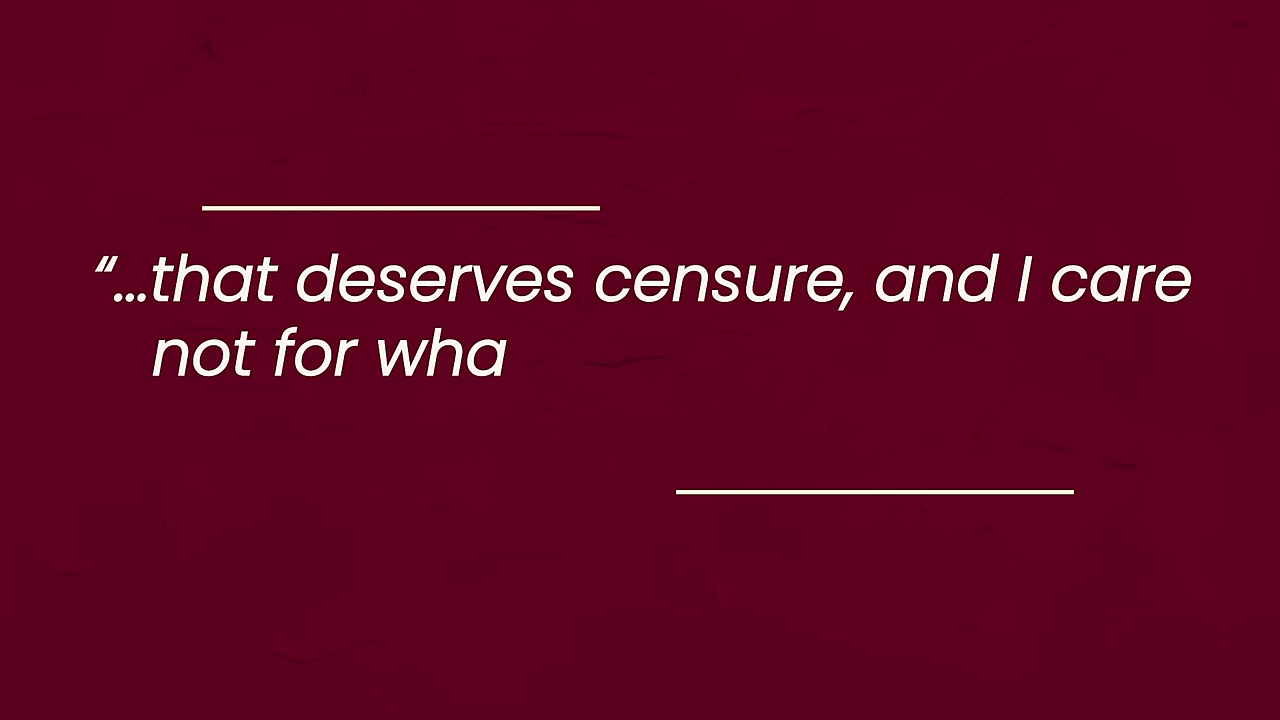 “...that deserves censure, and I care
not for wha